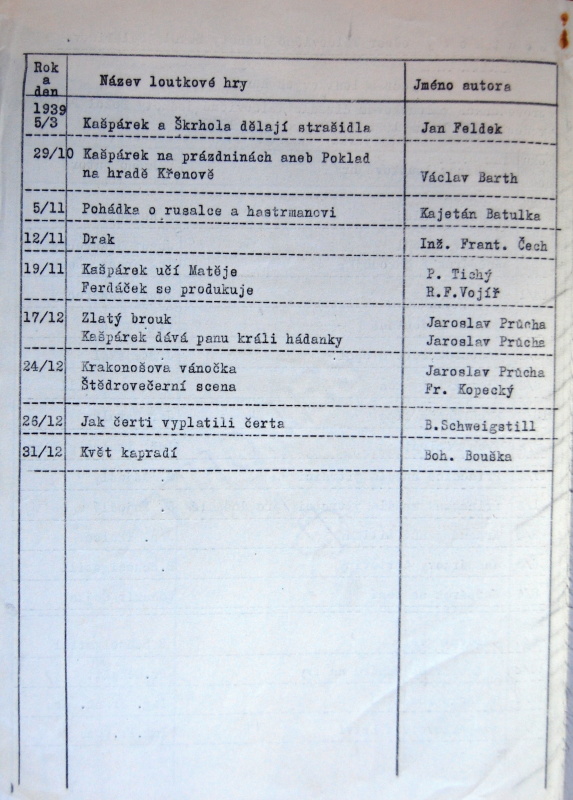 Rok
a
den
Název loutkové hry
Jméno autora
1939
5/3 Kašpárek a Škrhola dělají strašidla Jan Feldek
29/10 Kašpárek na prázdninách aneb Poklad
na hradě Křenově Václav Barth
5/11 Pohádka o rusalce a hastrmanovi Kajetán Batulka
12/11 Drak Inž. Frant. Čech
19/11 Kašpárek učí Matěje P. Tichý
Ferdáček se produkuje R.F.Vojíř
17/12 Zlatý brouk Jaroslav Průcha
Kašpárek dává panu králi hádanky Jaroslav Průcha
24/12 Krakonošova vánočka Jaroslav Průcha
Štědrovečerní scena Fr. Kopecký
26/12 Jak čerti vyplatili čerta B.Schweigstill
31/12 Květ kapradí Boh. Bouška